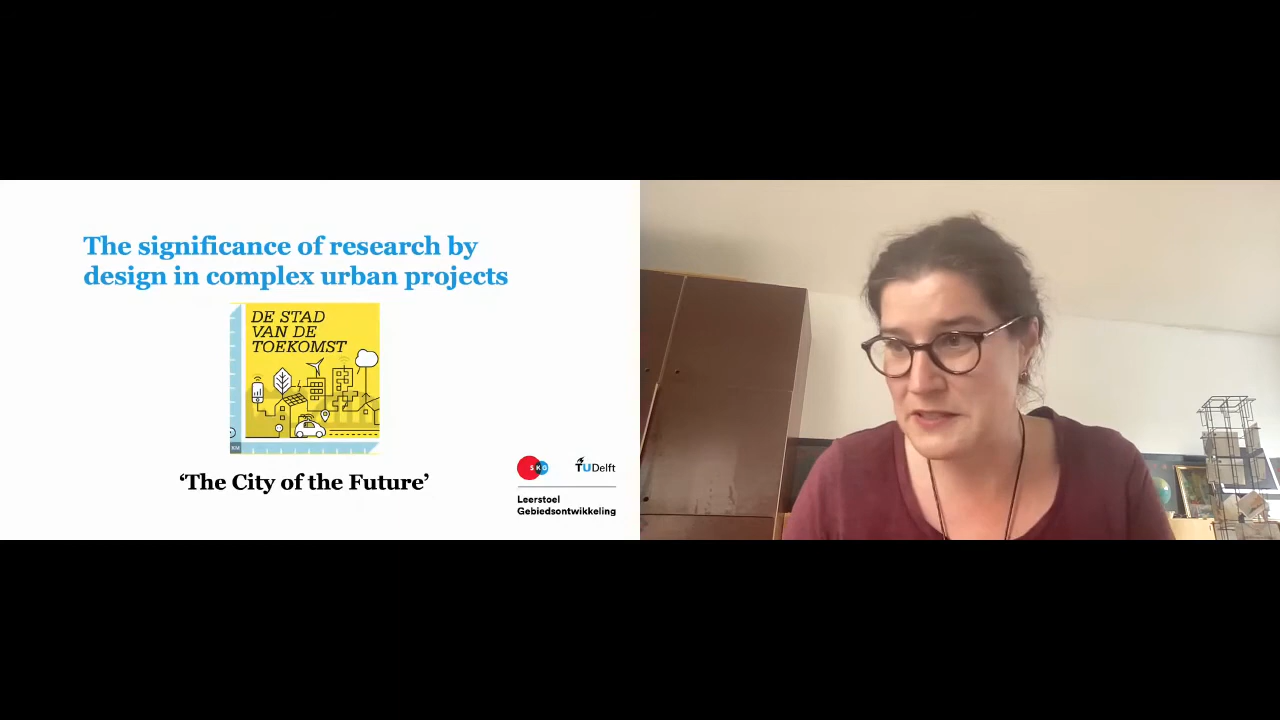 The significance of research by
design in complex urban projects
DE STAD
VAN DE
TOEKOMST
‘The City of the Future’
SKG
TUDelft
Leerstoel
Gebiedsontwikkeling